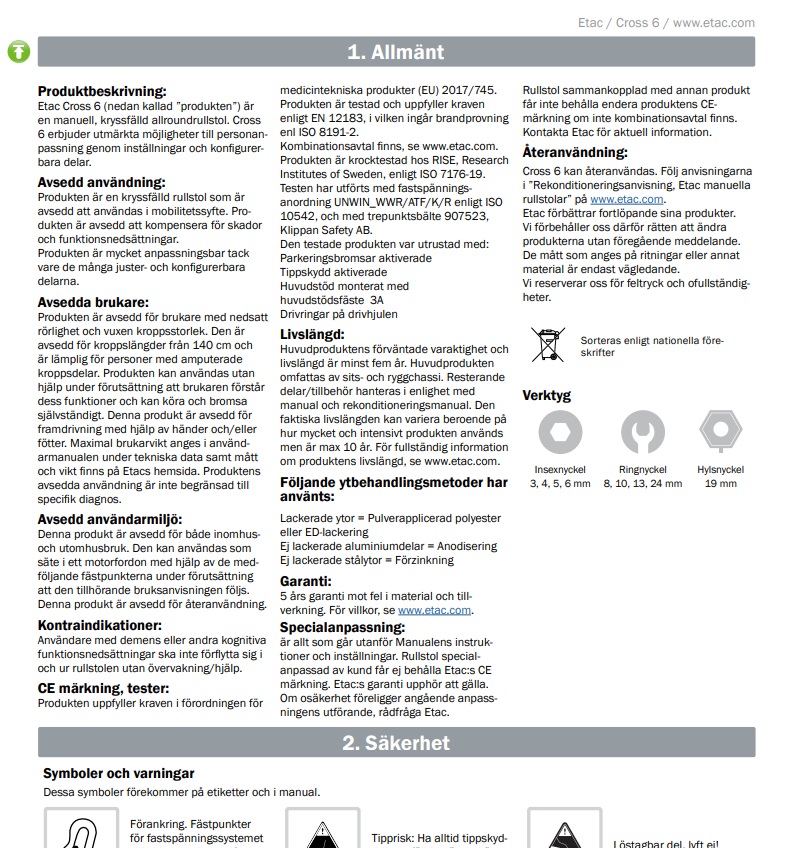 Etac / Cross 6 / www.etac.com
1. Allmänt
Produktbeskrivning:
Etac Cross 6 (nedan kallad ”produkten”) är
en manuell, kryssfälld allroundrullstol. Cross
6 erbjuder utmärkta möjligheter till personan-
passning genom inställningar och konfigurer-
bara delar.
Avsedd användning:
Produkten är en kryssfälld rullstol som är
avsedd att användas i mobilitetssyfte. Pro-
dukten är avsedd att kompensera för skador
och funktionsnedsättningar.
Produkten är mycket anpassningsbar tack
vare de många juster- och konfigurerbara
delarna.
Avsedda brukare:
Produkten är avsedd för brukare med nedsatt
rörlighet och vuxen kroppsstorlek. Den är
avsedd för kroppslängder från 140 cm och
är lämplig för personer med amputerade
kroppsdelar. Produkten kan användas utan
hjälp under förutsättning att brukaren förstår
dess funktioner och kan köra och bromsa
självständigt. Denna produkt är avsedd för
framdrivning med hjälp av händer och/eller
fötter. Maximal brukarvikt anges i använd-
armanualen under tekniska data samt mått
och vikt finns på Etacs hemsida. Produktens
avsedda användning är inte begränsad till
specifik diagnos.
Avsedd användarmiljö:
Denna produkt är avsedd för både inomhus-
och utomhusbruk. Den kan användas som
säte i ett motorfordon med hjälp av de med-
följande fästpunkterna under förutsättning
att den tillhörande bruksanvisningen följs.
Denna produkt är avsedd för återanvändning.
Kontraindikationer:
Användare med demens eller andra kognitiva
funktionsnedsättningar ska inte förflytta sig i
och ur rullstolen utan övervakning/hjälp.
CE märkning, tester:
Produkten uppfyller kraven i förordningen för
medicintekniska produkter (EU) 2017/745.
Produkten är testad och uppfyller kraven
enligt EN 12183, i vilken ingår brandprovning
enl ISO 8191-2.
Kombinationsavtal finns, se www.etac.com.
Produkten är krocktestad hos RISE, Research
Institutes of Sweden, enligt ISO 7176-19.
Testen har utförts med fastspännings-
anordning UNWIN_WWR/ATF/K/R enligt ISO
10542, och med trepunktsbälte 907523,
Klippan Safety AB.
Den testade produkten var utrustad med:
Parkeringsbromsar aktiverade
Tippskydd aktiverade
Huvudstöd monterat med
huvudstödsfäste 3A
Drivringar på drivhjulen
Livslängd:
Huvudproduktens förväntade varaktighet och
livslängd är minst fem år. Huvudprodukten
omfattas av sits- och ryggchassi. Resterande
delar/tillbehör hanteras i enlighet med
manual och rekonditioneringsmanual. Den
faktiska livslängden kan variera beroende på
hur mycket och intensivt produkten används
men är max 10 år. För fullständig information
om produktens livslängd, se www.etac.com.
Följande ytbehandlingsmetoder har
använts:
Lackerade ytor = Pulverapplicerad polyester
eller ED-lackering
Ej lackerade aluminiumdelar = Anodisering
Ej lackerade stålytor = Förzinkning
Garanti:
5 års garanti mot fel i material och till-
verkning. För villkor, se www.etac.com.
Specialanpassning:
är allt som går utanför Manualens instruk-
tioner och inställningar. Rullstol special-
anpassad av kund får ej behålla Etac:s CE
märkning. Etac:s garanti upphör att gälla.
Om osäkerhet föreligger angående anpass-
ningens utförande, rådfråga Etac.
Rullstol sammankopplad med annan produkt
får inte behålla endera produktens CE-
märkning om inte kombinationsavtal finns.
Kontakta Etac för aktuell information.
Återanvändning:
Cross 6 kan återanvändas. Följ anvisningarna
i ”Rekonditioneringsanvisning, Etac manuella
rullstolar” på www.etac.com.
Etac förbättrar fortlöpande sina produkter.
Vi förbehåller oss därför rätten att ändra
produkterna utan föregående meddelande.
De mått som anges på ritningar eller annat
material är endast vägledande.
Vi reserverar oss för feltryck och ofullständig-
heter.
Sorteras enligt nationella före-
skrifter
Verktyg
Insexnyckel
3, 4, 5, 6 mm
Ringnyckel
8, 10, 13, 24 mm
Hylsnyckel
19 mm
2. Säkerhet
Symboler och varningar
Dessa symboler förekommer på etiketter och i manual.
Förankring. Fästpunkter
för fastspänningssystemet
Tipprisk: Ha alltid tippskyd-
Löstagbar del, lyft ej!